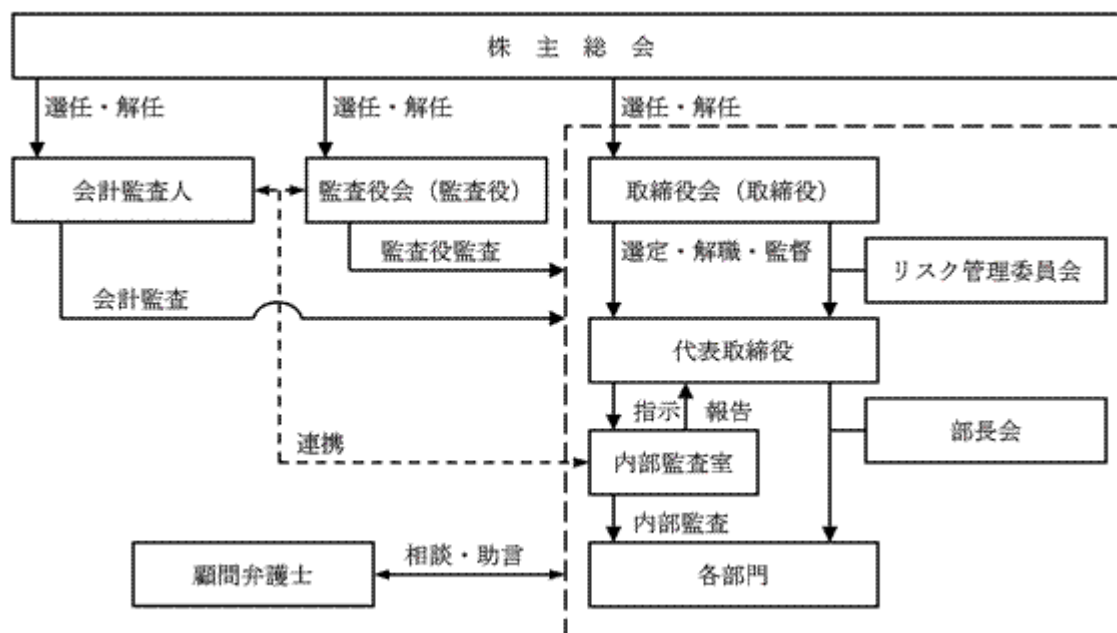 株主総会
選任・解任
選任・解任
選任・解任
会計監査人
監査役会（監査役）
取締役会（取締役）
監査役監査
選定・解職・監督
リスク管理委員会
会計監査
代表取締役
指示
報告
部長会
連携
内部監査室
内部監査
相談・助言
顧問弁護士
各部門